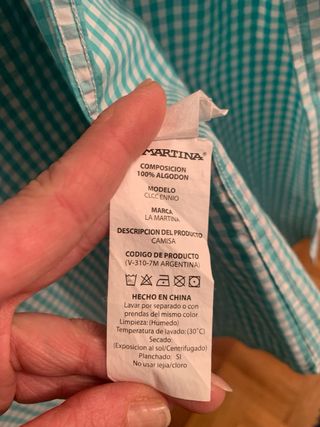 MARTINA
COMPOSICION
100% ALGODON
MODELO
CLCC ENNIO
MARCA
LA MARTINA
DESCRIPCION DEL PRODUCTO
CAMISA
CODIGO DE PRODUCTO
(V-310-7M ARGENTINA)
HECHO EN CHINA
Lavar por separado o con
prendas del mismo color
Limpieza: (Humedo)
Temperatura de lavado: (30°C)
Secado:
(Exposicion al sol/Centrifugado)
Planchado: SI
No usar lejia/cloro